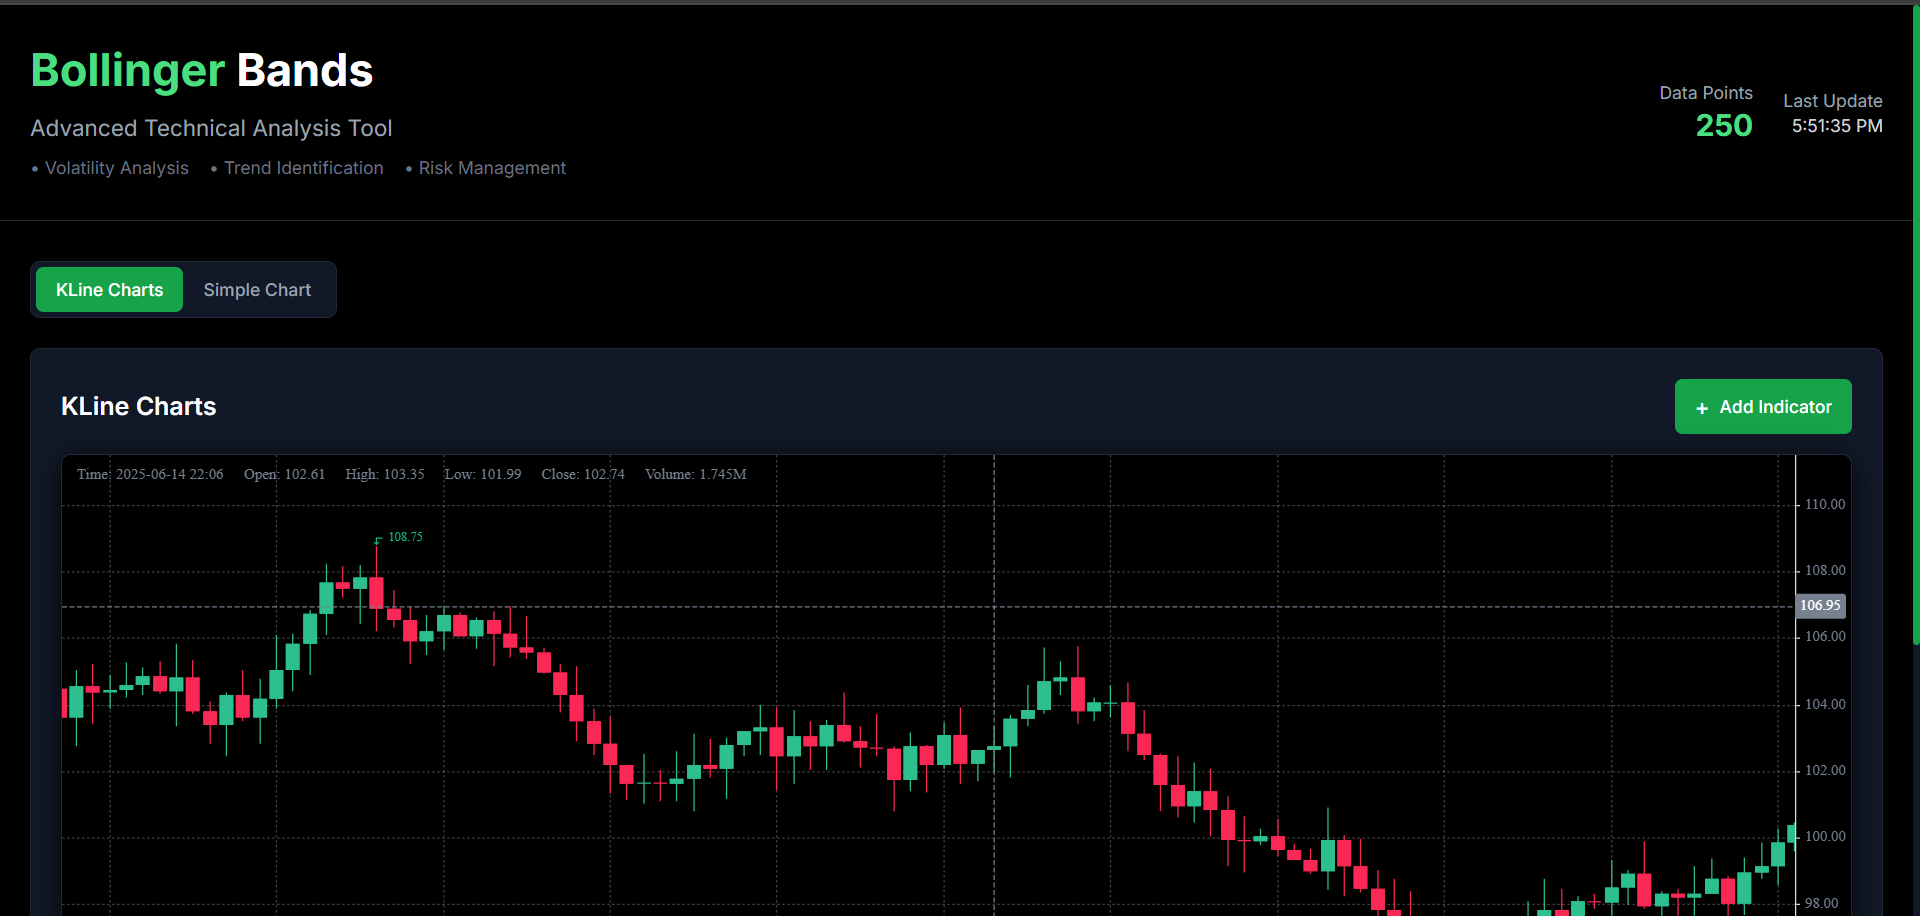 Bollinger Bands
Advanced Technical Analysis Tool
• Volatility Analysis • Trend Identification • Risk Management
Data Points
250
Last Update
5:51:35 PM
KLine Charts
Simple Chart
KLine Charts
+ Add Indicator
Time: 2025-06-14 22:06 Open: 102.61 High: 103.35 Low: 101.99 Close: 102.74 Volume: 1.745M
108.75
110.00
108.00
106.95
106.00
104.00
102.00
100.00
98.00